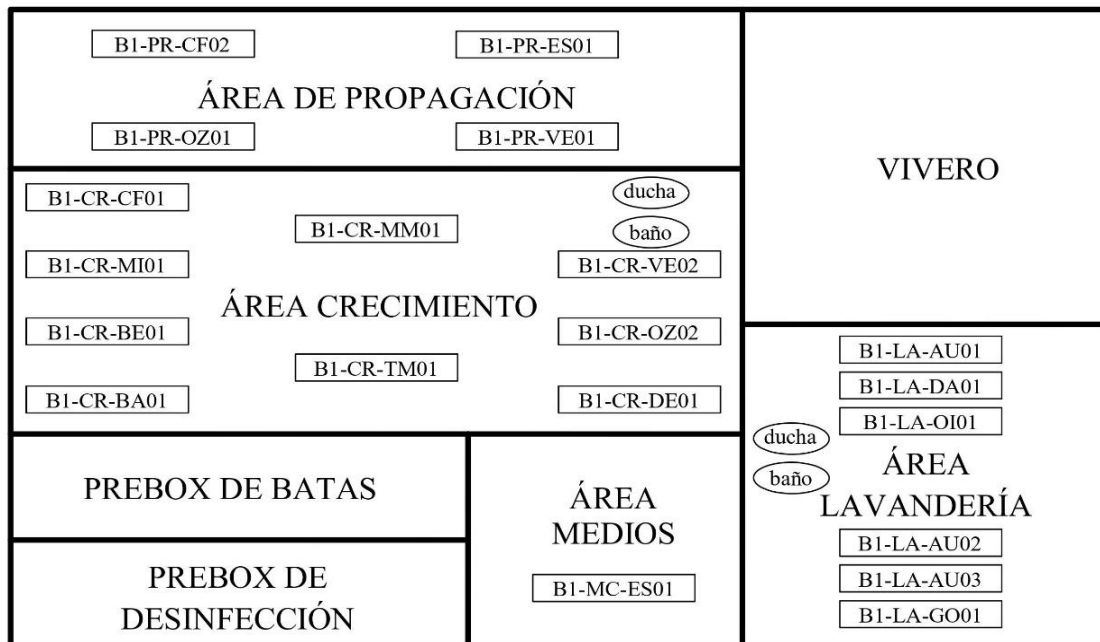 B1-PR-CF02
B1-PR-ES01
ÁREA DE PROPAGACIÓN
B1-PR-OZ01
B1-PR-VE01
VIVERO
B1-CR-CF01
ducha
B1-CR-MM01
baño
B1-CR-MI01
B1-CR-VE02
ÁREA CRECIMIENTO
B1-CR-BE01
B1-CR-OZ02
B1-CR-TM01
B1-CR-BA01
B1-CR-DE01
B1-LA-AU01
B1-LA-DA01
B1-LA-OI01
ducha
baño
ÁREA
LAVANDERÍA
B1-LA-AU02
B1-LA-AU03
B1-LA-GO01
PREBOX DE BATAS
ÁREA
MEDIOS
B1-MC-ES01
PREBOX DE
DESINFECCIÓN